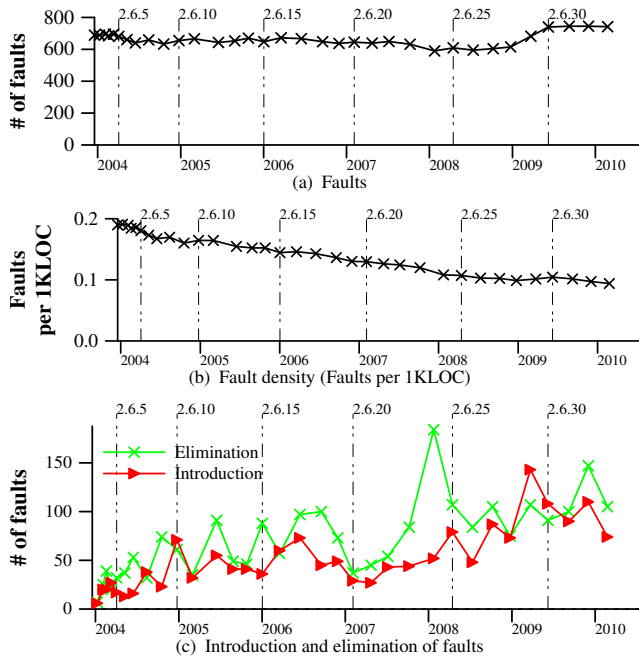 2.6.5 2.6.10 2.6.15 2.6.20 2.6.25 2.6.30
800
600
400
200
0
# of faults
2004 2005 2006 2007 2008 2009 2010
(a) Faults
2.6.5 2.6.10 2.6.15 2.6.20 2.6.25 2.6.30
0.2
0.1
0.0
Faults
per 1KLOC
2004 2005 2006 2007 2008 2009 2010
(b) Fault density (Faults per 1KLOC)
2.6.5 2.6.10 2.6.15 2.6.20 2.6.25 2.6.30
Elimination
Introduction
150
100
50
0
# of faults
2004 2005 2006 2007 2008 2009 2010
(c) Introduction and elimination of faults